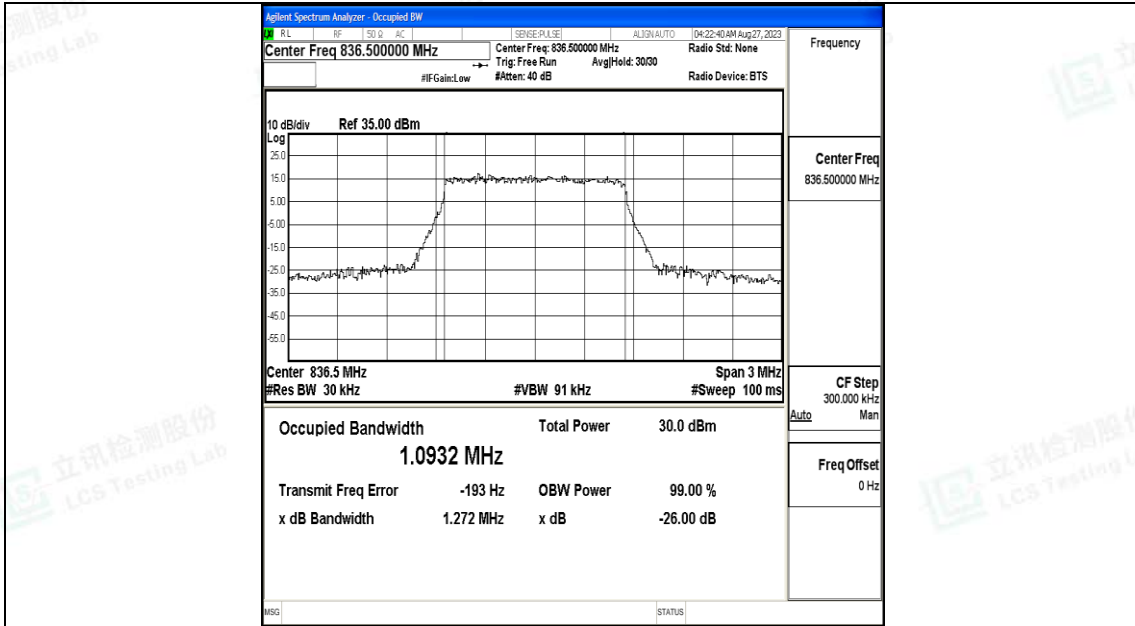 Agilent Spectrum Analyzer - Occupied BW
RL RF 50 Ω AC SENSE:PULSE ALIGN AUTO 04:22:40 AM Aug 27, 2023
Center Freq 836.500000 MHz
Center Freq: 836.500000 MHz
Radio Std: None
Trig: Free Run Avg|Hold: 30/30
#IFGain:Low #Atten: 40 dB Radio Device: BTS
Frequency
10 dB/div Ref 35.00 dBm
Log
25.0
15.0
5.00
-5.00
-15.0
-25.0
-35.0
-45.0
-55.0
Center 836.5 MHz Span 3 MHz
#Res BW 30 kHz #VBW 91 kHz #Sweep 100 ms
Occupied Bandwidth Total Power 30.0 dBm
1.0932 MHz
Transmit Freq Error -193 Hz OBW Power 99.00 %
x dB Bandwidth 1.272 MHz x dB -26.00 dB
Center Freq
836.500000 MHz
CF Step
300.000 kHz
Auto Man
Freq Offset
0 Hz
MSG STATUS
立讯检测股份
LCS Testing Lab
立讯检测股份
LCS Testing L